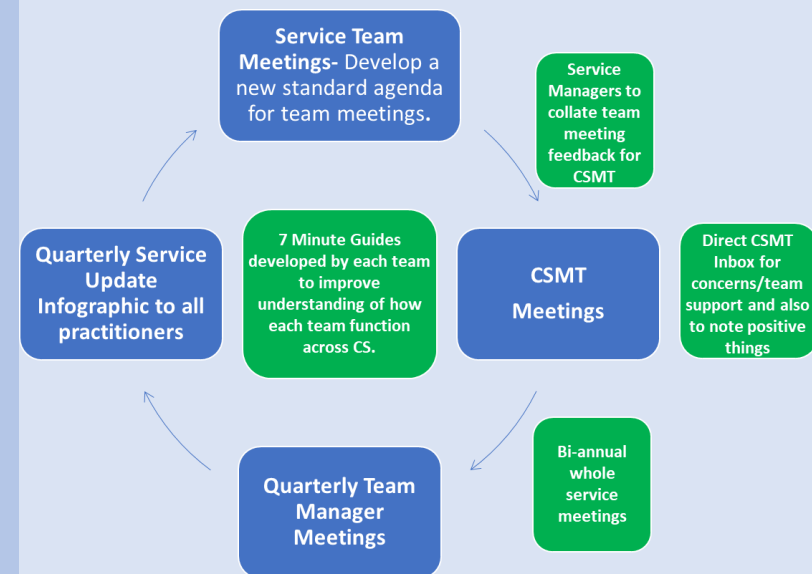 Service Team
Meetings- Develop a
new standard agenda
for team meetings.
Service
Managers to
collate team
meeting
feedback for
CSMT
Quarterly Service
Update
Infographic to all
practitioners
7 Minute Guides
developed by each team
to improve
understanding of how
each team function
across CS.
CSMT
Meetings
Direct CSMT
Inbox for
concerns/team
support and also
to note positive
things
Quarterly Team
Manager
Meetings
Bi-annual
whole
service
meetings